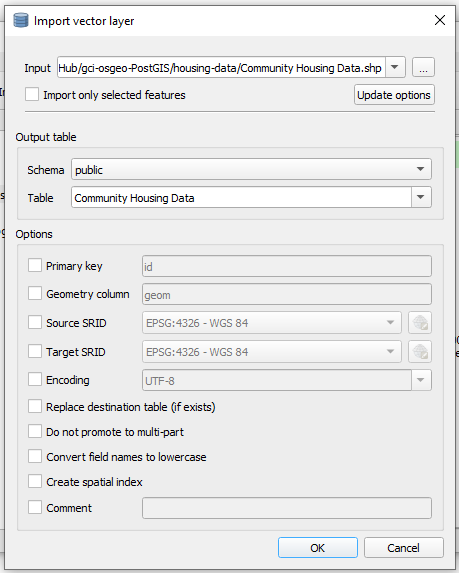 Import vector layer
Input Hub/gci-osgeo-PostGIS/housing-data/Community Housing Data.shp ...
Import only selected features Update options
Output table
Schema public
Table Community Housing Data
Options
Primary key id
Geometry column geom
Source SRID EPSG:4326 - WGS 84
Target SRID EPSG:4326 - WGS 84
Encoding UTF-8
Replace destination table (if exists)
Do not promote to multi-part
Convert field names to lowercase
Create spatial index
Comment
OK Cancel